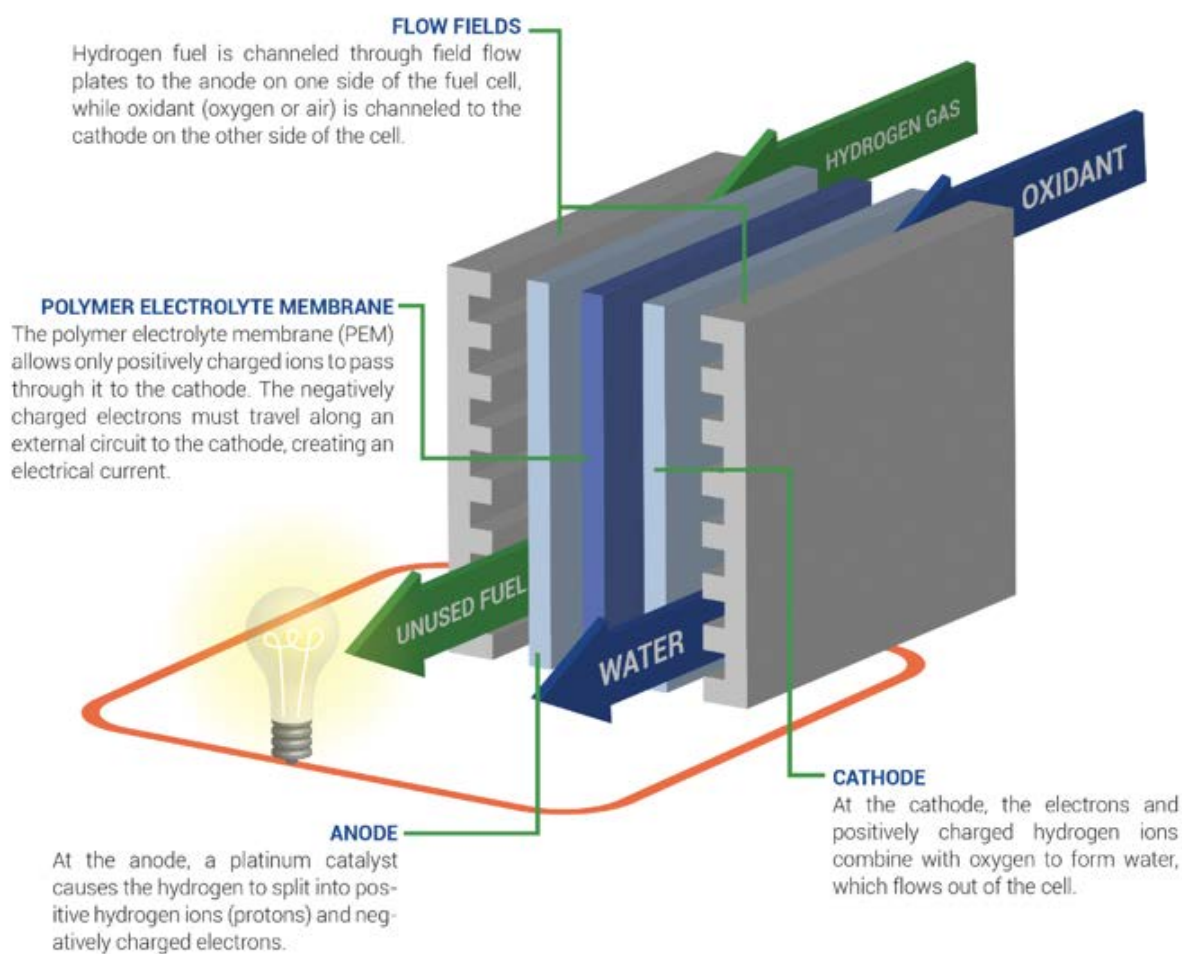 FLOW FIELDS
Hydrogen fuel is channeled through field flow
plates to the anode on one side of the fuel cell,
while oxidant (oxygen or air) is channeled to the
cathode on the other side of the cell.
HYDROGEN GAS
OXIDANT
POLYMER ELECTROLYTE MEMBRANE
The polymer electrolyte membrane (PEM)
allows only positively charged ions to pass
through it to the cathode. The negatively
charged electrons must travel along an
external circuit to the cathode, creating an
electrical current.
UNUSED FUEL
WATER
CATHODE
At the cathode, the electrons and
positively charged hydrogen ions
combine with oxygen to form water,
which flows out of the cell.
ANODE
At the anode, a platinum catalyst
causes the hydrogen to split into pos-
itive hydrogen ions (protons) and neg-
atively charged electrons.